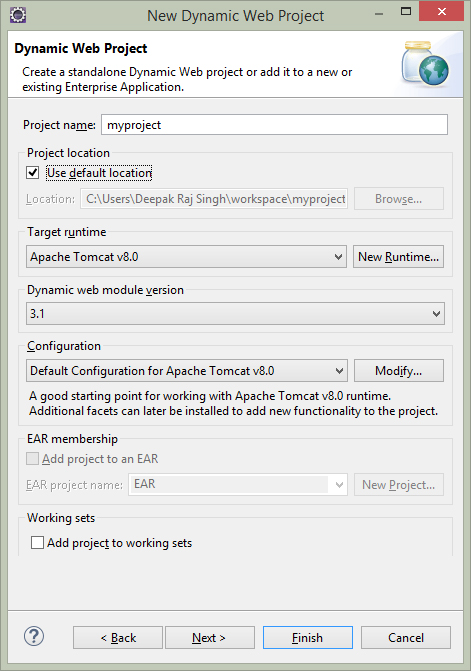 New Dynamic Web Project
Dynamic Web Project
Create a standalone Dynamic Web project or add it to a new or
existing Enterprise Application.
Project name: myproject
Project location
Use default location
Location: C:\Users\Deepak Raj Singh\workspace\myproject Browse...
Target runtime
Apache Tomcat v8.0 New Runtime...
Dynamic web module version
3.1
Configuration
Default Configuration for Apache Tomcat v8.0 Modify...
A good starting point for working with Apache Tomcat v8.0 runtime.
Additional facets can later be installed to add new functionality to the project.
EAR membership
Add project to an EAR
EAR project name: EAR New Project...
Working sets
Add project to working sets
? < Back Next > Finish Cancel